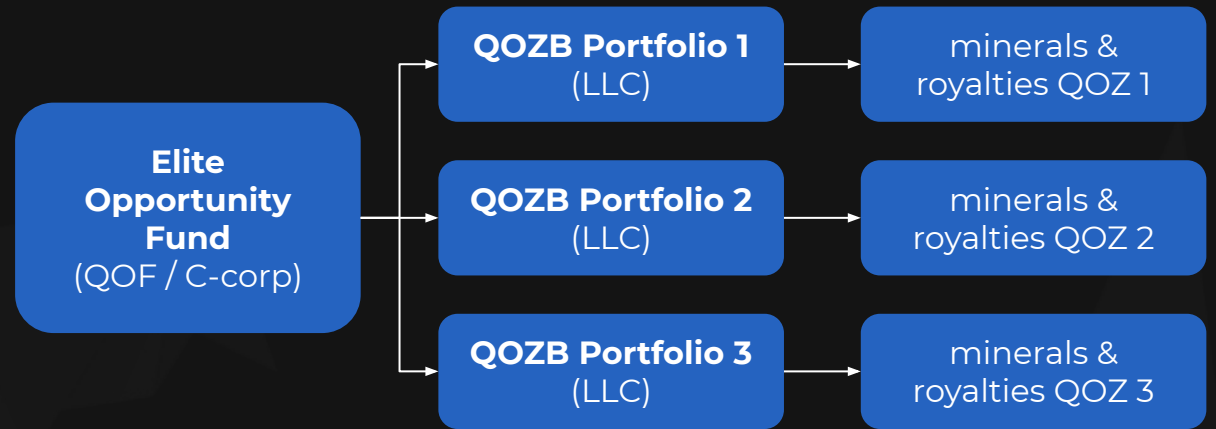 Elite
Opportunity
Fund
(QOF / C-corp)
QOZB Portfolio 1
(LLC)
minerals &
royalties QOZ 1
QOZB Portfolio 2
(LLC)
minerals &
royalties QOZ 2
QOZB Portfolio 3
(LLC)
minerals &
royalties QOZ 3